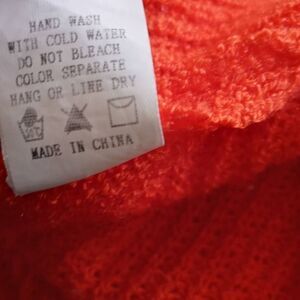 HAND WASH
WITH COLD WATER
DO NOT BLEACH
COLOR SEPARATE
HANG OR LINE DRY
MADE IN CHINA